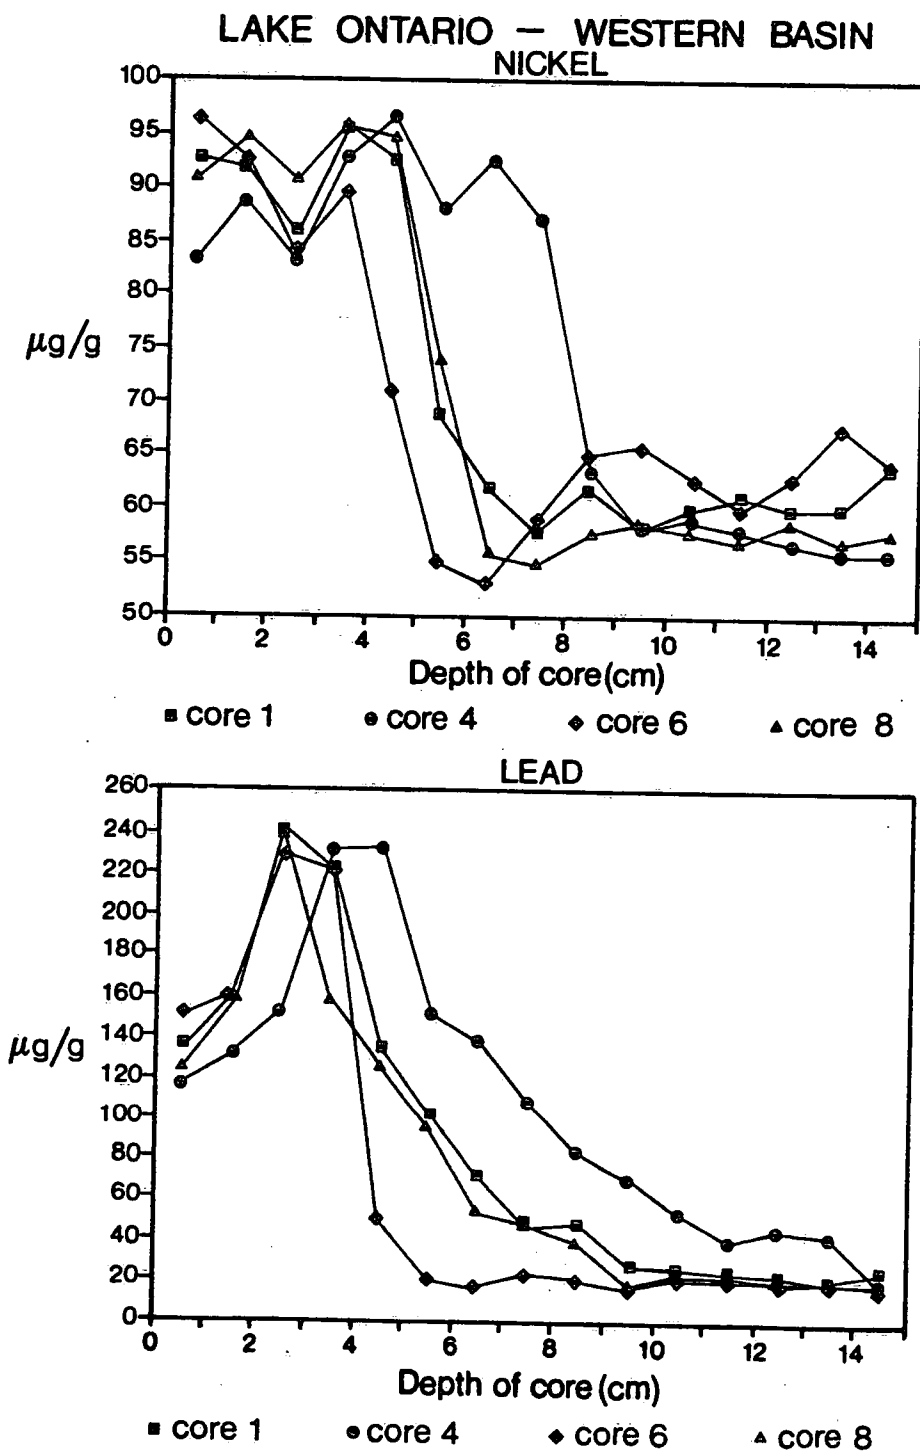 LAKE ONTARIO — WESTERN BASIN
NICKEL
100
95
90
85
80
75
70
65
60
55
50
μg/g
0 2 4 6 8 10 12 14
Depth of core (cm)
core 1 core 4 core 6 core 8
LEAD
260
240
220
200
180
160
140
120
100
80
60
40
20
0
μg/g
0 2 4 6 8 10 12 14
Depth of core (cm)
core 1 core 4 core 6 core 8